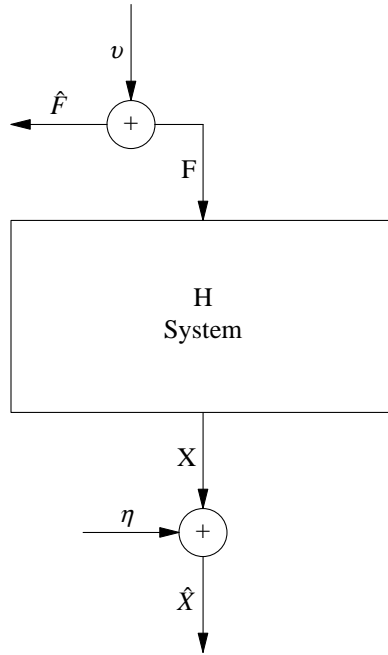 υ
F̂
+
F
H
System
X
η
+
X̂